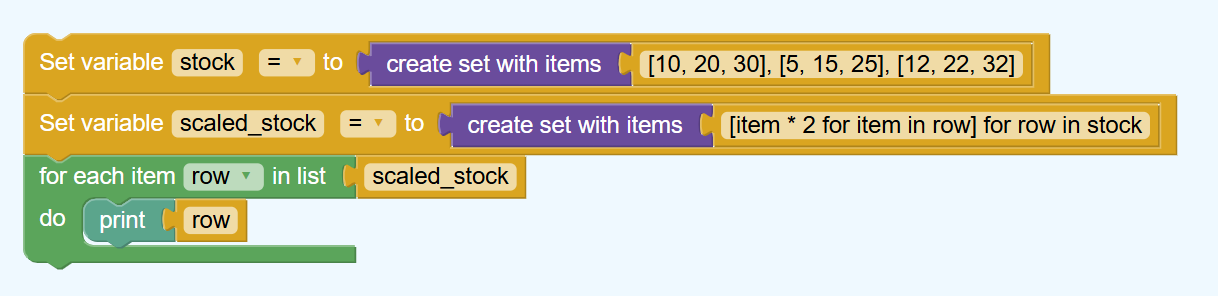 Set variable stock = ▾ to create set with items [10, 20, 30], [5, 15, 25], [12, 22, 32]
Set variable scaled_stock = ▾ to create set with items [item * 2 for item in row] for row in stock
for each item row ▾ in list scaled_stock
do print row